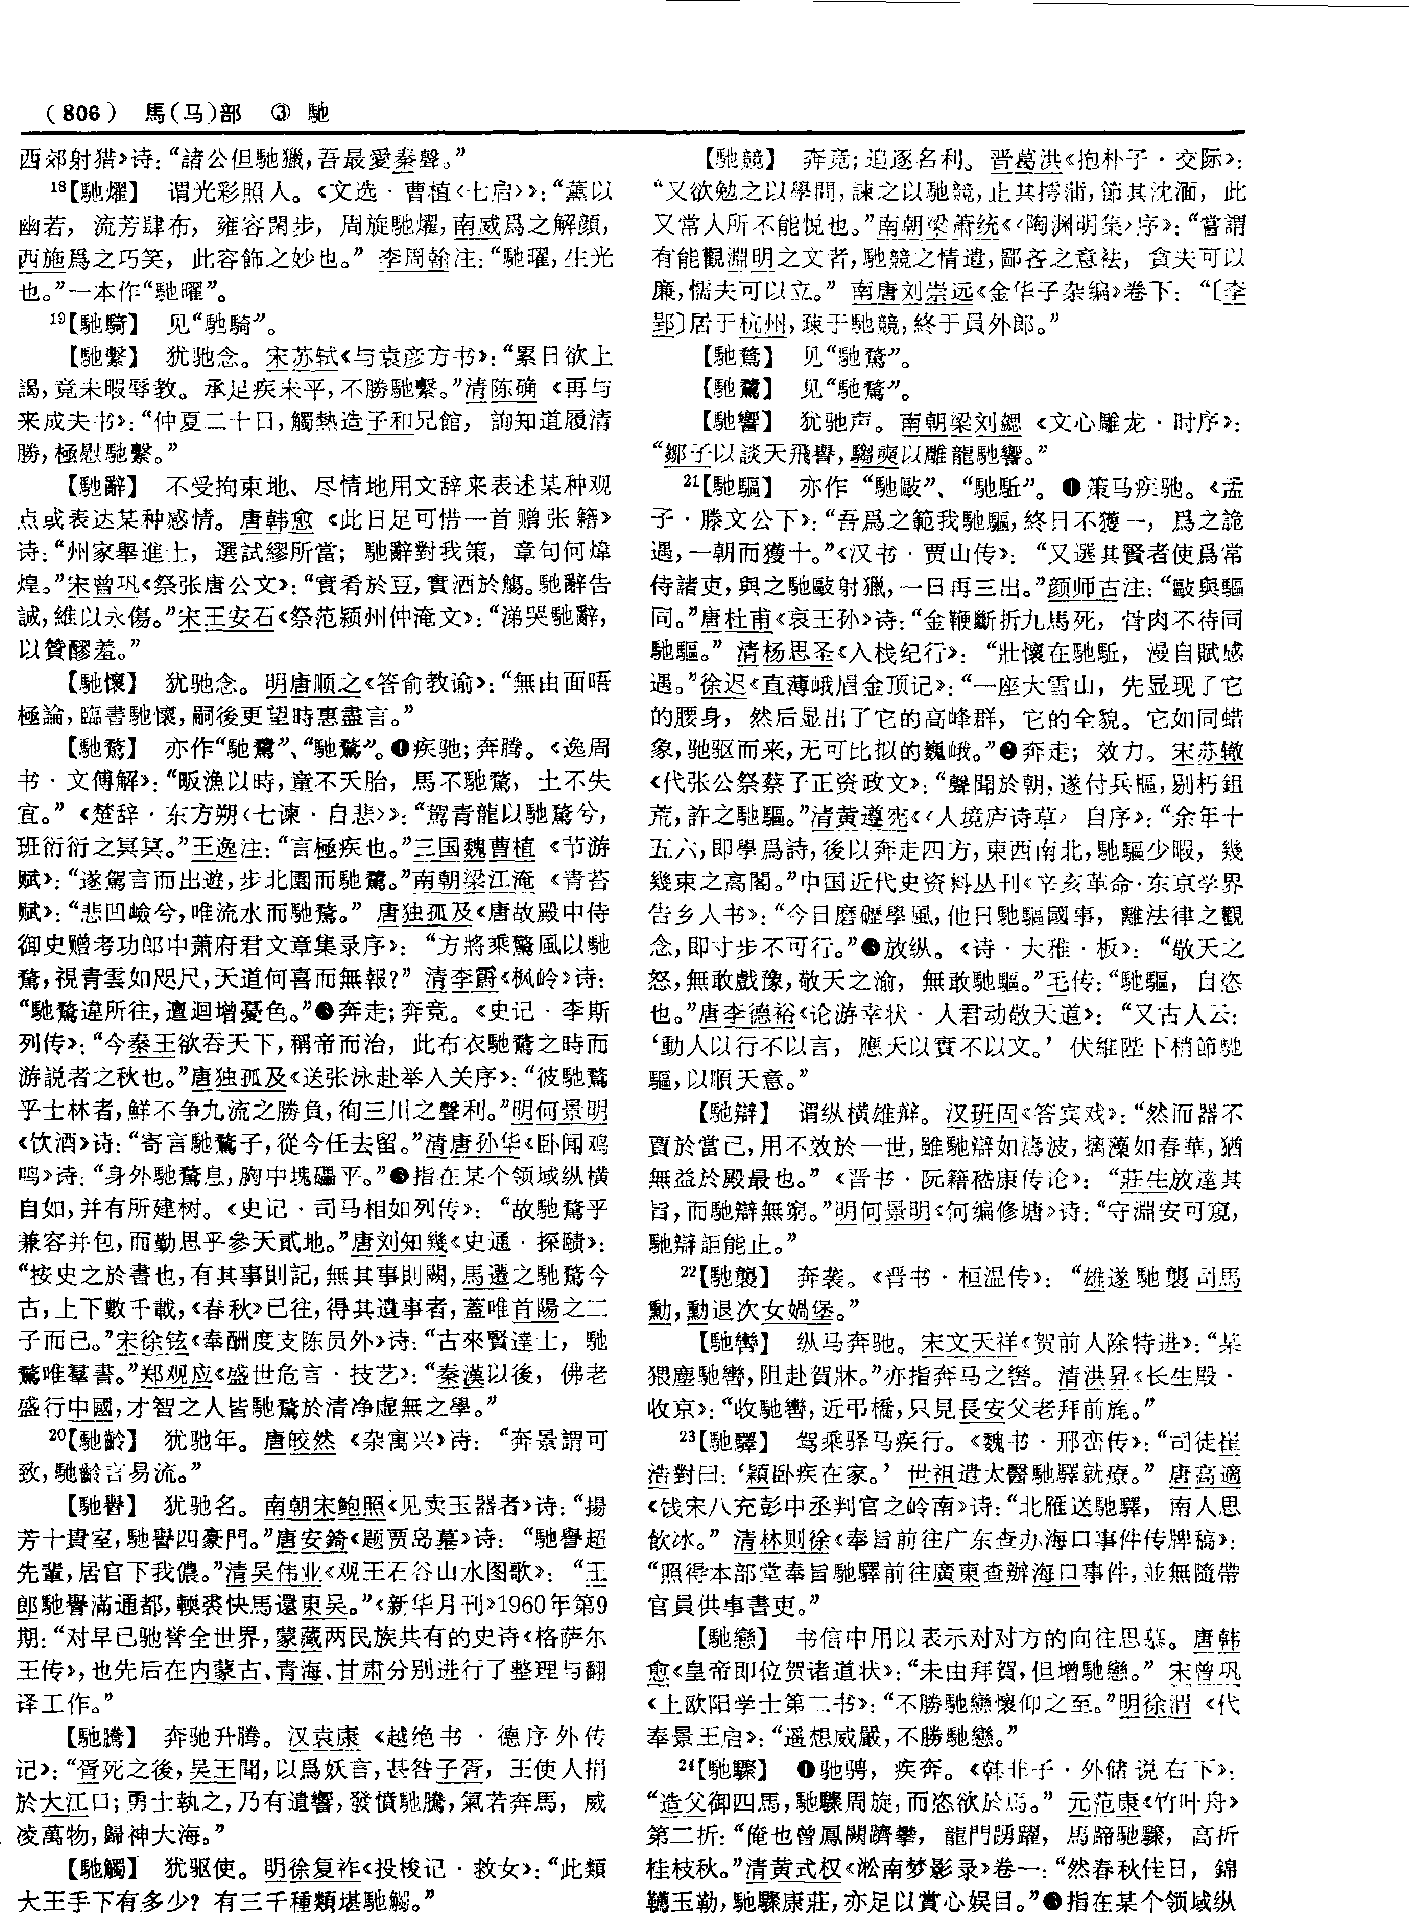 （806） 馬（马）部 ③ 馳
西郊射猎》诗：“諸公但馳獵，吾最愛秦聲。”
18【馳燿】 谓光彩照人。《文选·曹植〈七启〉》：“薰以
幽若，流芳肆布，雍容閑步，周旋馳燿，南威爲之解顔，
西施爲之巧笑，此容飾之妙也。”李周翰注：“馳曜，生光
也。”一本作“馳曜”。
19【馳騎】 见“馳騎”。
【馳繫】 犹驰念。宋苏轼《与袁彦方书》：“累日欲上
謁，竟未暇辱教。承足疾未平，不勝馳繫。”清陈确《再与
来成夫书》：“仲夏二十日，觸熱造子和兄館，詢知道履清
勝，極慰馳繫。”
【馳辭】 不受拘束地、尽情地用文辞来表述某种观
点或表达某种感情。唐韩愈《此日足可惜一首赠张籍》
诗：“州家舉進士，選試繆所當；馳辭對我策，章句何煒
煌。”宋曾巩《祭张唐公文》：“實肴於豆，實酒於觴。馳辭告
誠，維以永傷。”宋王安石《祭范颍州仲淹文》：“涕哭馳辭，
以贊醪羞。”
【馳懷】 犹驰念。明唐顺之《答俞教谕》：“無由面晤
極論，臨書馳懷，嗣後更望時惠盡言。”
【馳騖】 亦作“馳驚”、“馳鶩”。❶疾驰；奔腾。《逸周
书·文傅解》：“畋漁以時，童不夭胎，馬不馳騖，土不失
宜。”《楚辞·东方朔〈七谏·自悲〉》：“駕青龍以馳騖兮，
班衍衍之冥冥。”王逸注：“言極疾也。”三国魏曹植《节游
赋》：“遂駕言而出遊，步北園而馳騖。”南朝梁江淹《青苔
赋》：“悲凹嶮兮，唯流水而馳騖。”唐独孤及《唐故殿中侍
御史赠考功郎中萧府君文章集录序》：“方將乘驚風以馳
騖，視青雲如咫尺，天道何喜而無報？”清李爵《枫岭》诗：
“馳騖違所往，邅迴增憂色。”❷奔走；奔竞。《史记·李斯
列传》：“今秦王欲吞天下，稱帝而治，此布衣馳騖之時而
游説者之秋也。”唐独孤及《送张泳赴举入关序》：“彼馳騖
乎士林者，鮮不争九流之勝負，徇三川之聲利。”明何景明
《饮酒》诗：“寄言馳騖子，從今任去留。”清唐孙华《卧闻鸡
鸣》诗：“身外馳騖息，胸中塊礧平。”❸指在某个领域纵横
自如，并有所建树。《史记·司马相如列传》：“故馳騖乎
兼容并包，而勤思乎參天貳地。”唐刘知幾《史通·探赜》：
“按史之於書也，有其事則記，無其事則闕，馬遷之馳騖今
古，上下數千載，《春秋》已往，得其遺事者，蓋唯首陽之二
子而已。”宋徐铉《奉酬度支陈员外》诗：“古來賢達士，馳
騖唯羣書。”郑观应《盛世危言·技艺》：“秦漢以後，佛老
盛行中國，才智之人皆馳騖於清净虚無之學。”
20【馳齡】 犹驰年。唐皎然《杂寓兴》诗：“奔景謂可
致，馳齡言易流。”
【馳譽】 犹驰名。南朝宋鲍照《见卖玉器者》诗：“揚
芳十貴室，馳譽四豪門。”唐安錡《题贾岛墓》诗：“馳譽超
先輩，居官下我儂。”清吴伟业《观王石谷山水图歌》：“王
郎馳譽滿通都，輭裘快馬還東吴。”《新华月刊》1960年第9
期：“对早已驰誉全世界，蒙藏两民族共有的史诗《格萨尔
王传》，也先后在内蒙古、青海、甘肃分别进行了整理与翻
译工作。”
【馳騰】 奔驰升腾。汉袁康《越绝书·德序外传
记》：“胥死之後，吴王聞，以爲妖言，甚咎子胥，王使人捐
於大江口；勇士執之，乃有遺響，發憤馳騰，氣若奔馬，威
凌萬物，歸神大海。”
【馳觸】 犹驱使。明徐复祚《投梭记·救女》：“此類
大王手下有多少？有三千種類堪馳觸。”
【馳競】 奔竞；追逐名利。晋葛洪《抱朴子·交际》：
“又欲勉之以學問，諫之以馳競，止其摴蒱，節其沈湎，此
又常人所不能悦也。”南朝梁萧统《〈陶渊明集〉序》：“嘗謂
有能觀淵明之文者，馳競之情遣，鄙吝之意袪，貪夫可以
廉，懦夫可以立。”南唐刘崇远《金华子杂编》卷下：“〔李
郢〕居于杭州，疎于馳競，終于員外郎。”
【馳鶩】 见“馳騖”。
【馳驚】 见“馳騖”。
【馳響】 犹驰声。南朝梁刘勰《文心雕龙·时序》：
“鄒子以談天飛譽，騶奭以雕龍馳響。”
21【馳驅】 亦作“馳敺”、“馳駈”。❶策马疾驰。《孟
子·滕文公下》：“吾爲之範我馳驅，終日不獲一，爲之詭
遇，一朝而獲十。”《汉书·贾山传》：“又選其賢者使爲常
侍諸吏，與之馳敺射獵，一日再三出。”颜师古注：“敺與驅
同。”唐杜甫《哀王孙》诗：“金鞭斷折九馬死，骨肉不待同
馳驅。”清杨思圣《入栈纪行》：“壯懷在馳駈，漫自賦感
遇。”徐迟《直薄峨眉金顶记》：“一座大雪山，先显现了它
的腰身，然后显出了它的高峰群，它的全貌。它如同蜡
象，驰驱而来，无可比拟的巍峨。”❷奔走；效力。宋苏辙
《代张公祭蔡子正资政文》：“聲聞於朝，遂付兵樞，剔朽鉏
荒，許之馳驅。”清黄遵宪《〈人境庐诗草〉自序》：“余年十
五六，即學爲詩，後以奔走四方，東西南北，馳驅少暇，幾
幾束之高閣。”中国近代史资料丛刊《辛亥革命·东京学界
告乡人书》：“今日磨礲學風，他日馳驅國事，離法律之觀
念，即寸步不可行。”❸放纵。《诗·大雅·板》：“敬天之
怒，無敢戲豫，敬天之渝，無敢馳驅。”毛传：“馳驅，自恣
也。”唐李德裕《论游幸状·人君动敬天道》：“又古人云：
‘動人以行不以言，應天以實不以文。’伏維陛下稍節馳
驅，以順天意。”
【馳辯】 谓纵横雄辩。汉班固《答宾戏》：“然而器不
賈於當己，用不效於一世，雖馳辯如濤波，摛藻如春華，猶
無益於殿最也。”《晋书·阮籍嵇康传论》：“莊生放達其
旨，而馳辯無窮。”明何景明《何编修瑭》诗：“守淵安可窺，
馳辯詎能止。”
22【馳襲】 奔袭。《晋书·桓温传》：“雄遂馳襲司馬
勳，勳退次女媧堡。”
【馳轡】 纵马奔驰。宋文天祥《贺前人除特进》：“某
猥塵馳轡，阻赴賀牀。”亦指奔马之辔。清洪昇《长生殿·
收京》：“收馳轡，近弔橋，只見長安父老拜前旄。”
23【馳驛】 驾乘驿马疾行。《魏书·邢峦传》：“司徒崔
浩對曰：‘穎卧疾在家。’世祖遣太醫馳驛就療。”唐高適
《饯宋八充彭中丞判官之岭南》诗：“北雁送馳驛，南人思
飲冰。”清林则徐《奉旨前往广东查办海口事件传牌稿》：
“照得本部堂奉旨馳驛前往廣東查辦海口事件，並無隨帶
官員供事書吏。”
【馳戀】 书信中用以表示对对方的向往思慕。唐韩
愈《皇帝即位贺诸道状》：“未由拜賀，但增馳戀。”宋曾巩
《上欧阳学士第二书》：“不勝馳戀懷仰之至。”明徐渭《代
奉景王启》：“遥想威嚴，不勝馳戀。”
24【馳驟】 ❶驰骋，疾奔。《韩非子·外储说右下》：
“造父御四馬，馳驟周旋，而恣欲於馬。”元范康《竹叶舟》
第二折：“俺也曾鳳闕躋攀，龍門踴躍，馬蹄馳驟，高折
桂枝秋。”清黄式权《淞南梦影录》卷一：“然春秋佳日，錦
韉玉勒，馳驟康莊，亦足以賞心娱目。”❷指在某个领域纵